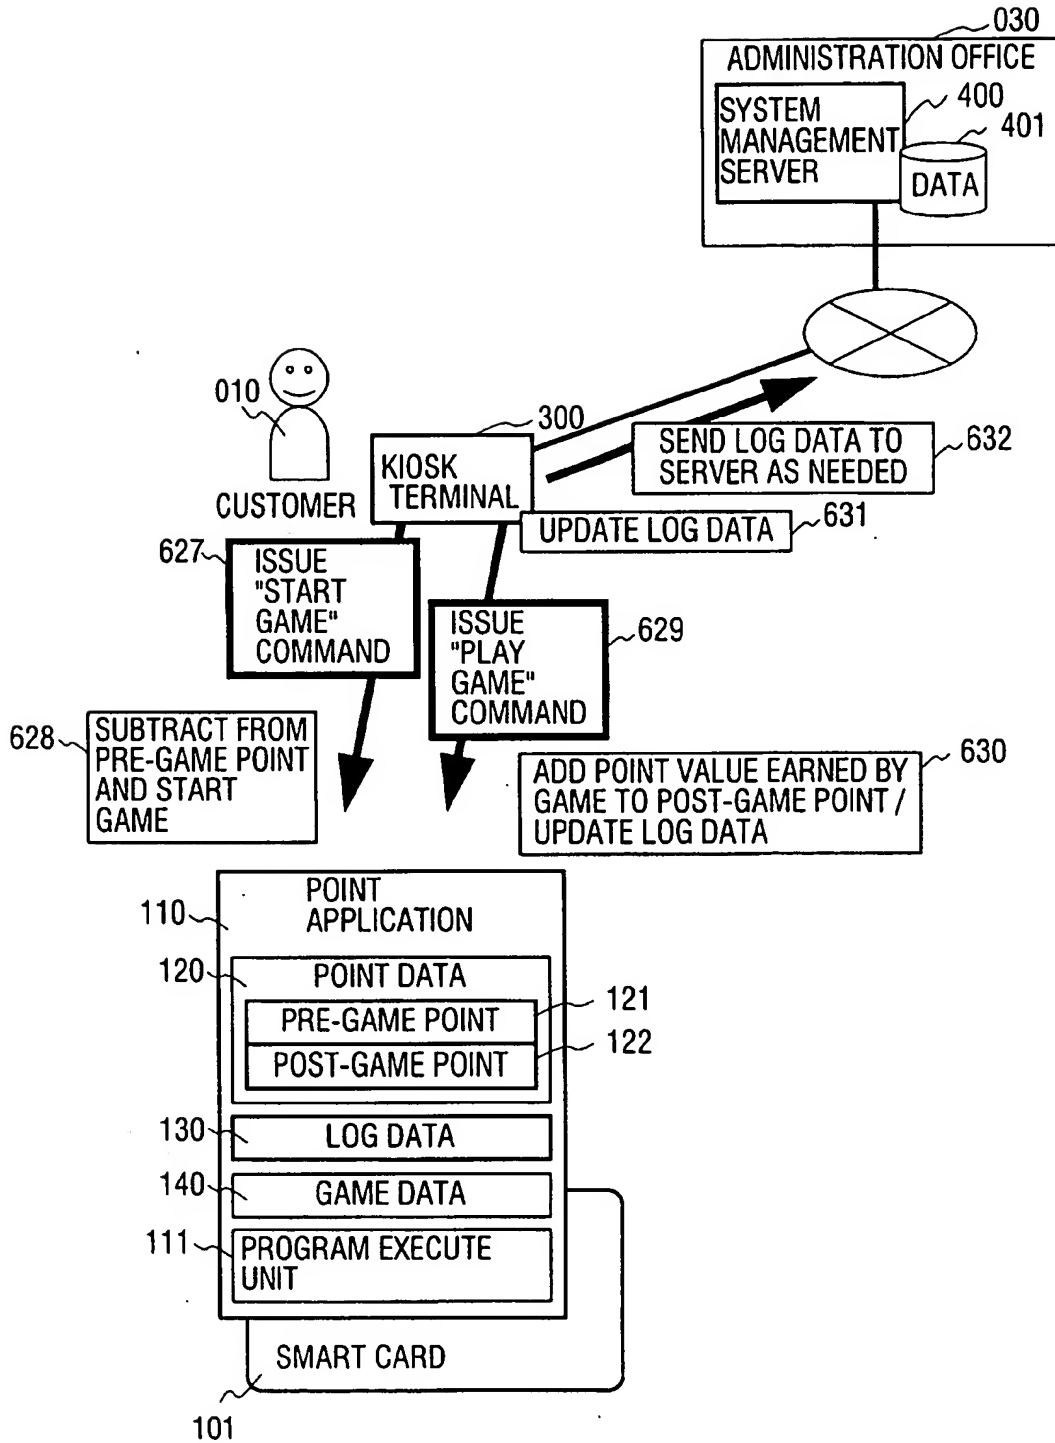 030
ADMINISTRATION OFFICE
SYSTEM
MANAGEMENT
SERVER
400
401
DATA
010
CUSTOMER
300
KIOSK
TERMINAL
SEND LOG DATA TO
SERVER AS NEEDED
632
UPDATE LOG DATA
631
627
ISSUE
"START
GAME"
COMMAND
ISSUE
"PLAY
GAME"
COMMAND
629
628
SUBTRACT FROM
PRE-GAME POINT
AND START
GAME
ADD POINT VALUE EARNED BY
GAME TO POST-GAME POINT /
UPDATE LOG DATA
630
110
POINT
APPLICATION
120
POINT DATA
PRE-GAME POINT
121
POST-GAME POINT
122
130
LOG DATA
140
GAME DATA
111
PROGRAM EXECUTE
UNIT
SMART CARD
101